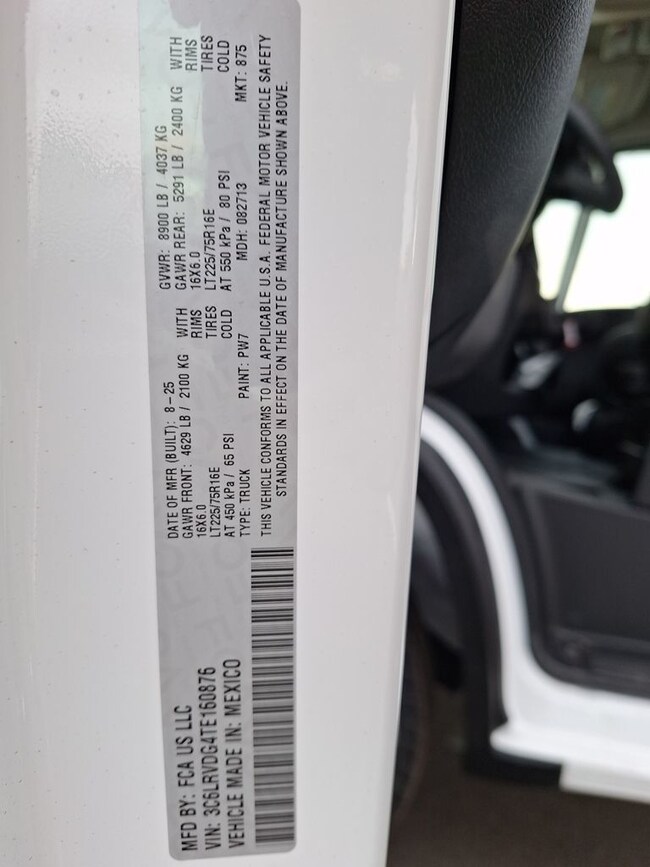 MFD BY: FCA US LLC
VIN: 3C6LRVDG4TE160876
VEHICLE MADE IN: MEXICO
DATE OF MFR (BUILT): 8-25 GVWR: 8900 LB / 4037 KG
GAWR FRONT: 4629 LB / 2100 KG WITH GAWR REAR: 5291 LB / 2400 KG WITH
16X6.0 RIMS 16X6.0 RIMS
LT225/75R16E TIRES LT225/75R16E TIRES
AT 450 kPa / 65 PSI COLD AT 550 kPa / 80 PSI COLD
TYPE: TRUCK PAINT: PW7 MDH: 082713 MKT: 875
THIS VEHICLE CONFORMS TO ALL APPLICABLE U.S.A. FEDERAL MOTOR VEHICLE SAFETY
STANDARDS IN EFFECT ON THE DATE OF MANUFACTURE SHOWN ABOVE.